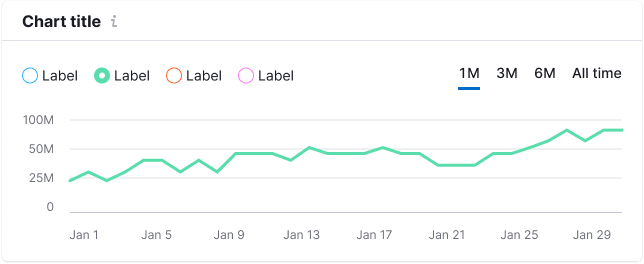 Chart title i
Label Label Label Label 1M 3M 6M All time
100M
50M
25M
0
Jan 1 Jan 5 Jan 9 Jan 13 Jan 17 Jan 21 Jan 25 Jan 29